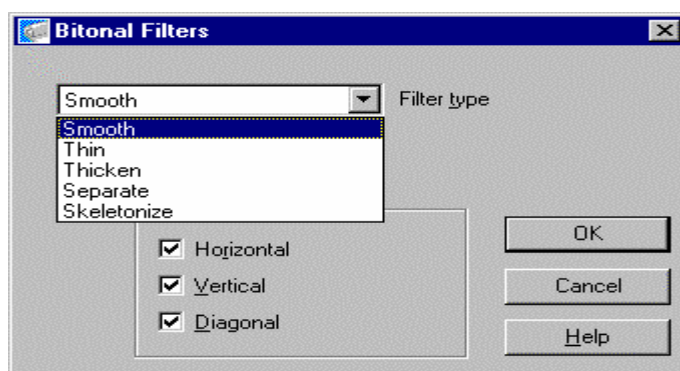 Bitonal Filters
Smooth
Filter type
Smooth
Thin
Thicken
Separate
Skeletonize
Horizontal
Vertical
Diagonal
OK
Cancel
Help